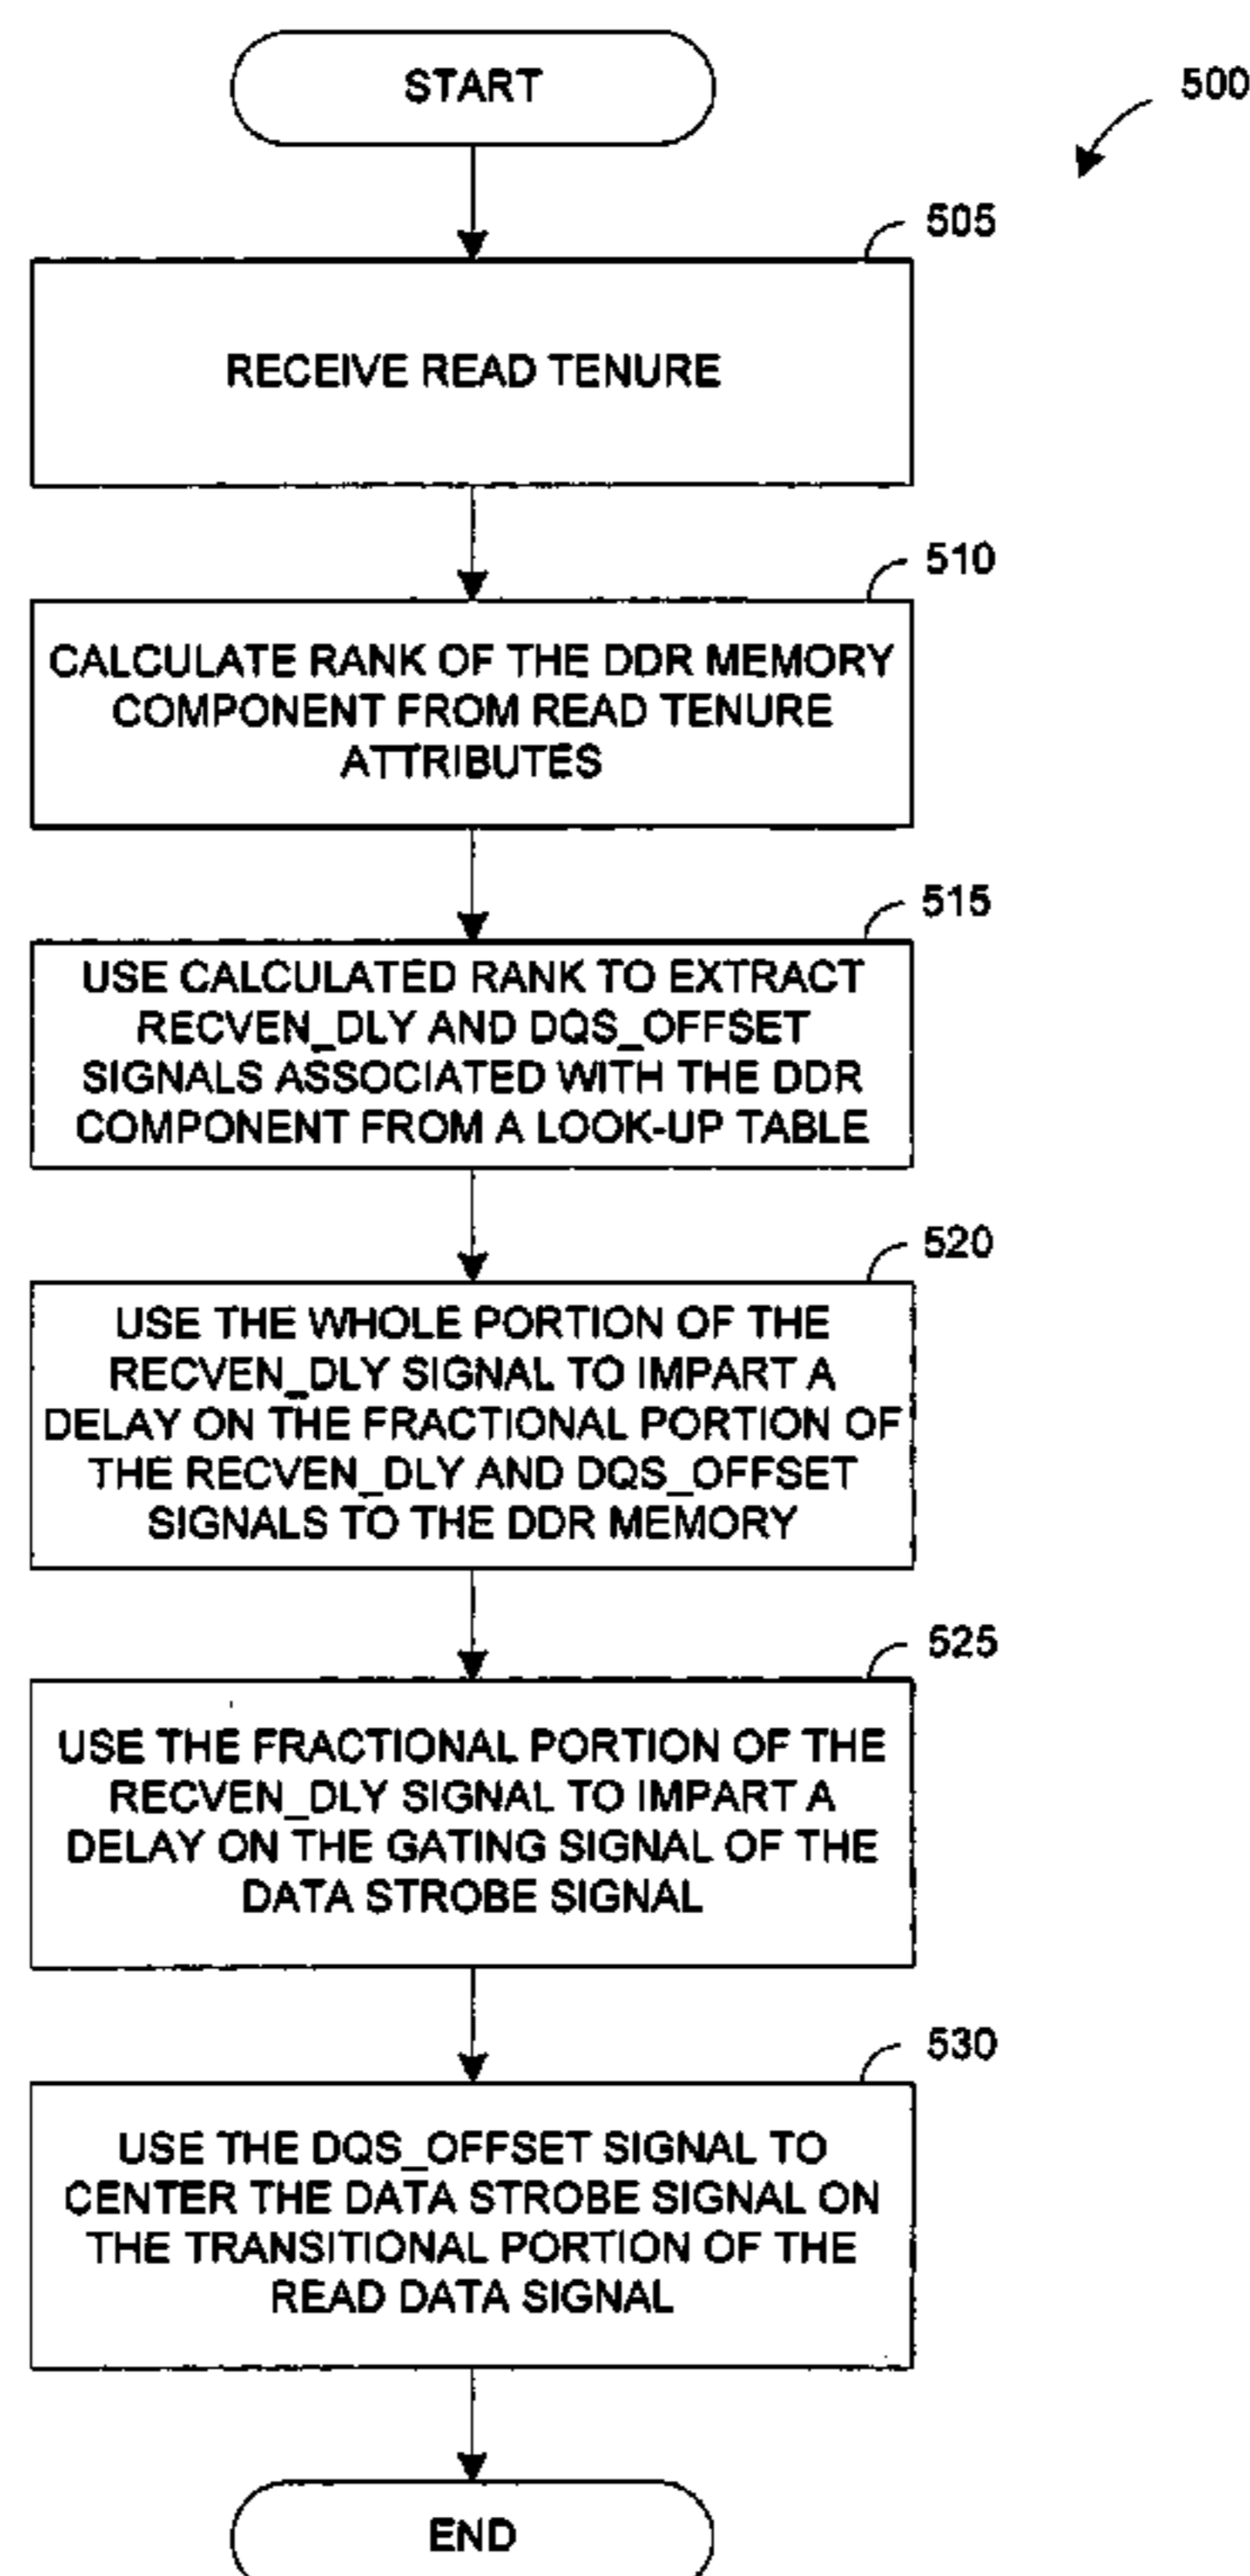 START
500
505
RECEIVE READ TENURE
510
CALCULATE RANK OF THE DDR MEMORY
COMPONENT FROM READ TENURE
ATTRIBUTES
515
USE CALCULATED RANK TO EXTRACT
RECVEN_DLY AND DQS_OFFSET
SIGNALS ASSOCIATED WITH THE DDR
COMPONENT FROM A LOOK-UP TABLE
520
USE THE WHOLE PORTION OF THE
RECVEN_DLY SIGNAL TO IMPART A
DELAY ON THE FRACTIONAL PORTION OF
THE RECVEN_DLY AND DQS_OFFSET
SIGNALS TO THE DDR MEMORY
525
USE THE FRACTIONAL PORTION OF THE
RECVEN_DLY SIGNAL TO IMPART A
DELAY ON THE GATING SIGNAL OF THE
DATA STROBE SIGNAL
530
USE THE DQS_OFFSET SIGNAL TO
CENTER THE DATA STROBE SIGNAL ON
THE TRANSITIONAL PORTION OF THE
READ DATA SIGNAL
END